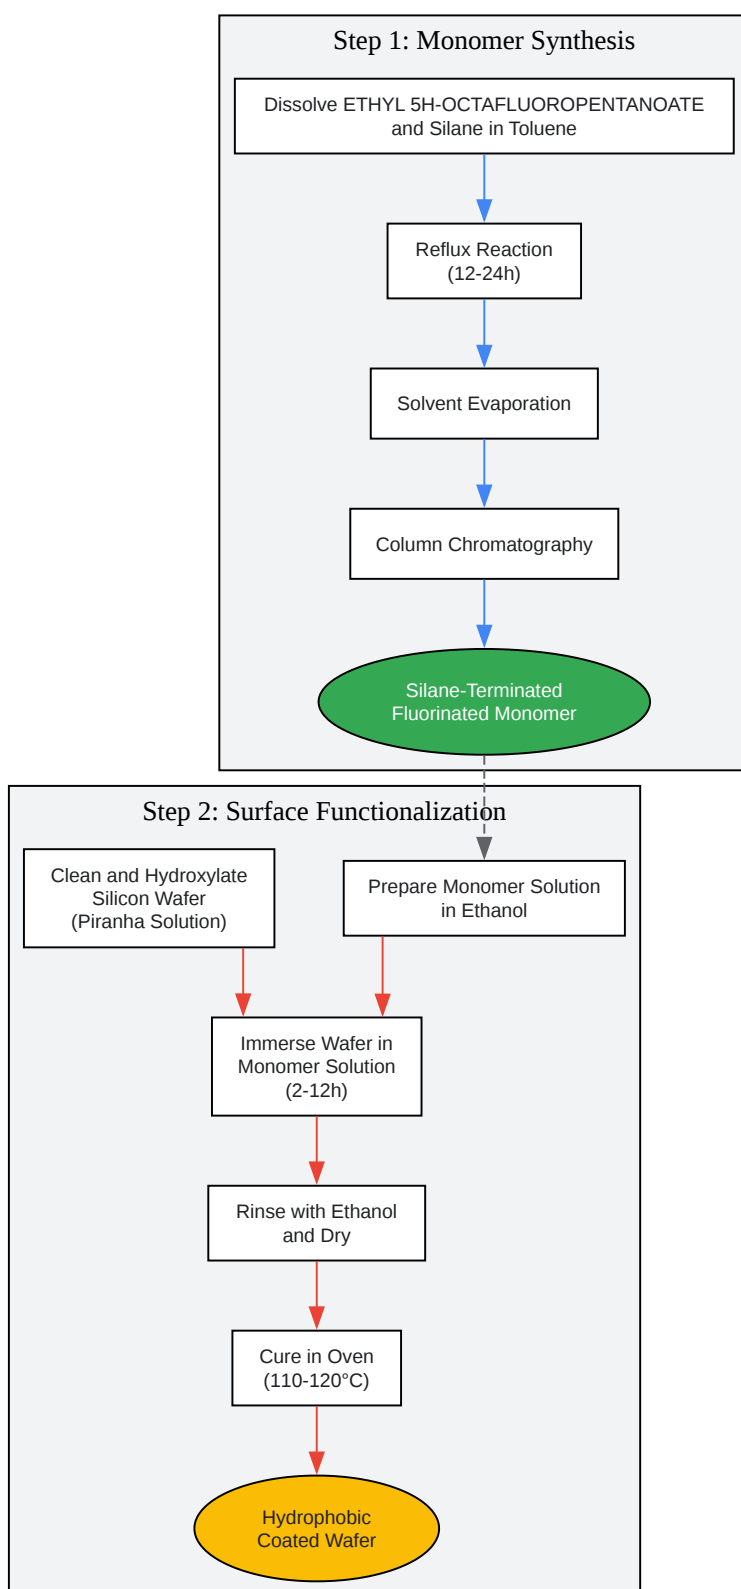 Step 1: Monomer Synthesis
Dissolve ETHYL 5H-OCTAFLUOROPENTANOATE
and Silane in Toluene
Reflux Reaction
(12-24h)
Solvent Evaporation
Column Chromatography
Silane-Terminated
Fluorinated Monomer
Step 2: Surface Functionalization
Clean and Hydroxylate
Silicon Wafer
(Piranha Solution)
Prepare Monomer Solution
in Ethanol
Immerse Wafer in
Monomer Solution
(2-12h)
Rinse with Ethanol
and Dry
Cure in Oven
(110-120°C)
Hydrophobic
Coated Wafer